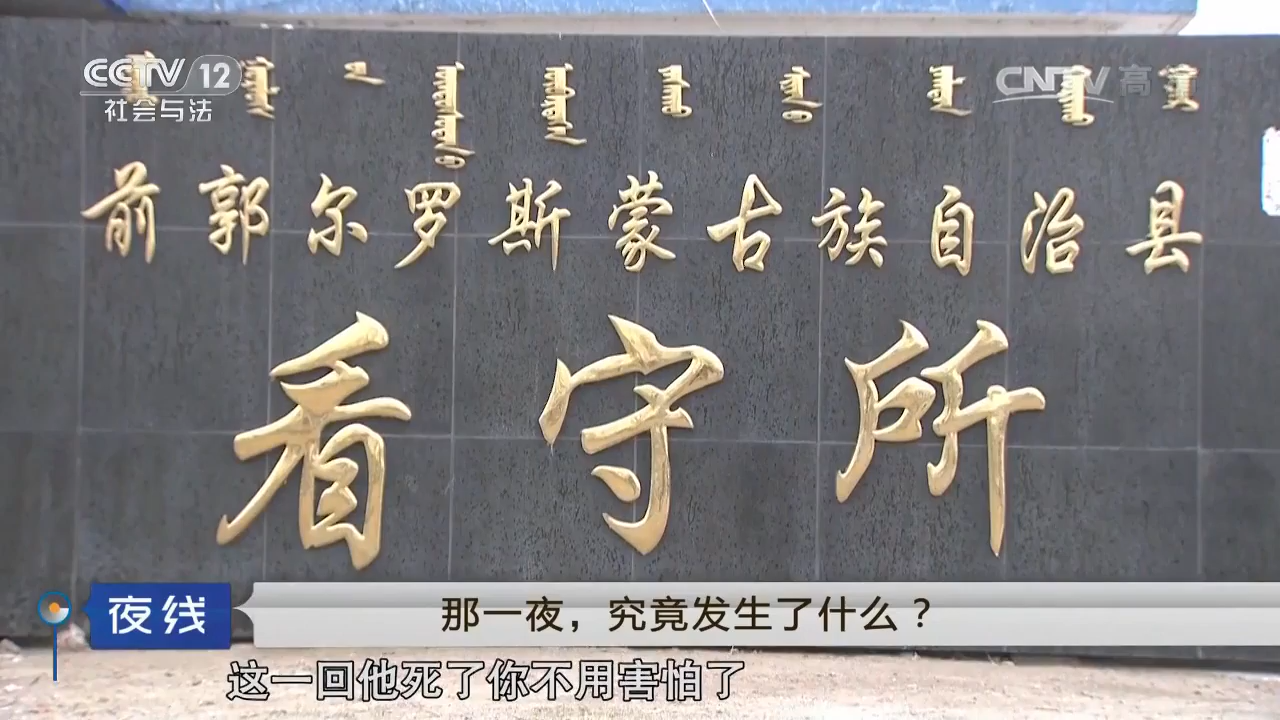 CCTV 12
社会与法
CNTV 高清
前郭尔罗斯蒙古族自治县
看守所
夜线
那一夜，究竟发生了什么？
这一回他死了你不用害怕了